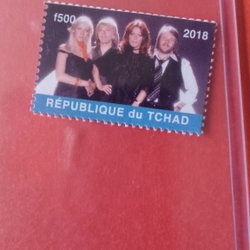 f500 2018
RÉPUBLIQUE du TCHAD